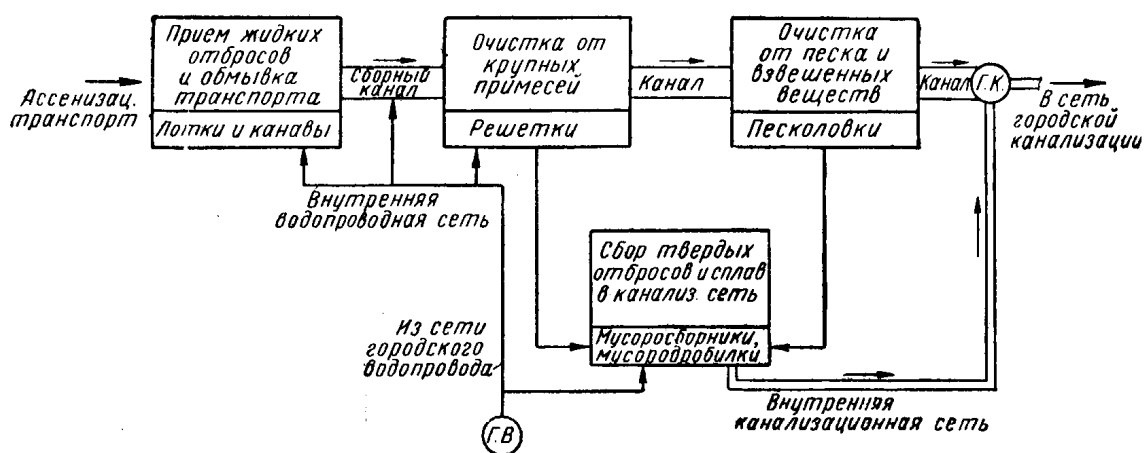 Прием жидких
отбросов
и обмывка
транспорта
Лотки и канавы
Ассенизац.
транспорт
Сборный
канал
Очистка от
крупных
примесей
Решетки
Канал
Очистка
от песка и
взвешенных
веществ
Песколовки
Канал
Г.К.
В сеть
городской
канализации
Внутренняя
водопроводная сеть
Сбор твердых
отбросов и сплав
в канализ. сеть
Мусоросборники,
мусородробилки
Из сети
городского
водопровода
Г.В
Внутренняя
канализационная сеть